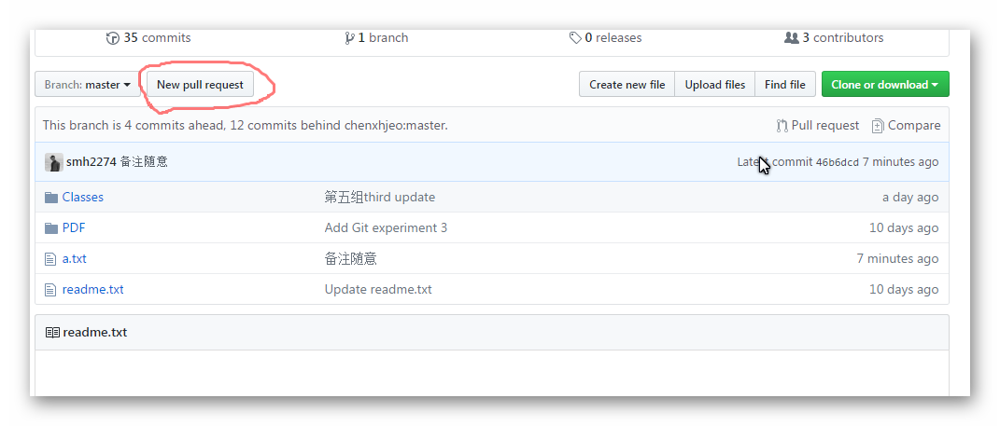 35 commits 1 branch 0 releases 3 contributors
Branch: master New pull request Create new file Upload files Find file Clone or download
This branch is 4 commits ahead, 12 commits behind chenxhjeo:master. Pull request Compare
smh2274 备注随意 Latest commit 46b6dcd 7 minutes ago
Classes 第五组third update a day ago
PDF Add Git experiment 3 10 days ago
a.txt 备注随意 7 minutes ago
readme.txt Update readme.txt 10 days ago
readme.txt